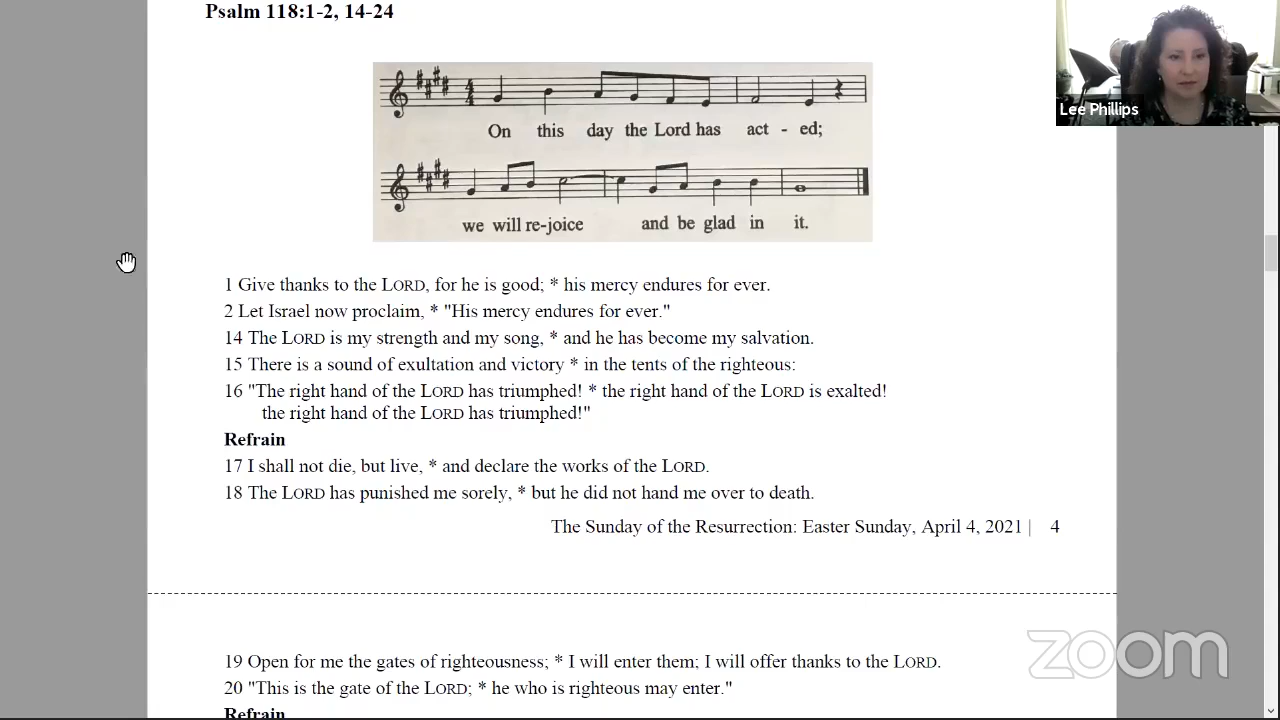 Psalm 118:1-2, 14-24
Lee Phillips
On this day the Lord has act - ed;
we will re-joice and be glad in it.
1 Give thanks to the LORD, for he is good; * his mercy endures for ever.
2 Let Israel now proclaim, * "His mercy endures for ever."
14 The LORD is my strength and my song, * and he has become my salvation.
15 There is a sound of exultation and victory * in the tents of the righteous:
16 "The right hand of the LORD has triumphed! * the right hand of the LORD is exalted!
the right hand of the LORD has triumphed!"
Refrain
17 I shall not die, but live, * and declare the works of the LORD.
18 The LORD has punished me sorely, * but he did not hand me over to death.
The Sunday of the Resurrection: Easter Sunday, April 4, 2021 | 4
19 Open for me the gates of righteousness; * I will enter them; I will offer thanks to the LORD.
20 "This is the gate of the LORD; * he who is righteous may enter."
Refrain
zoom